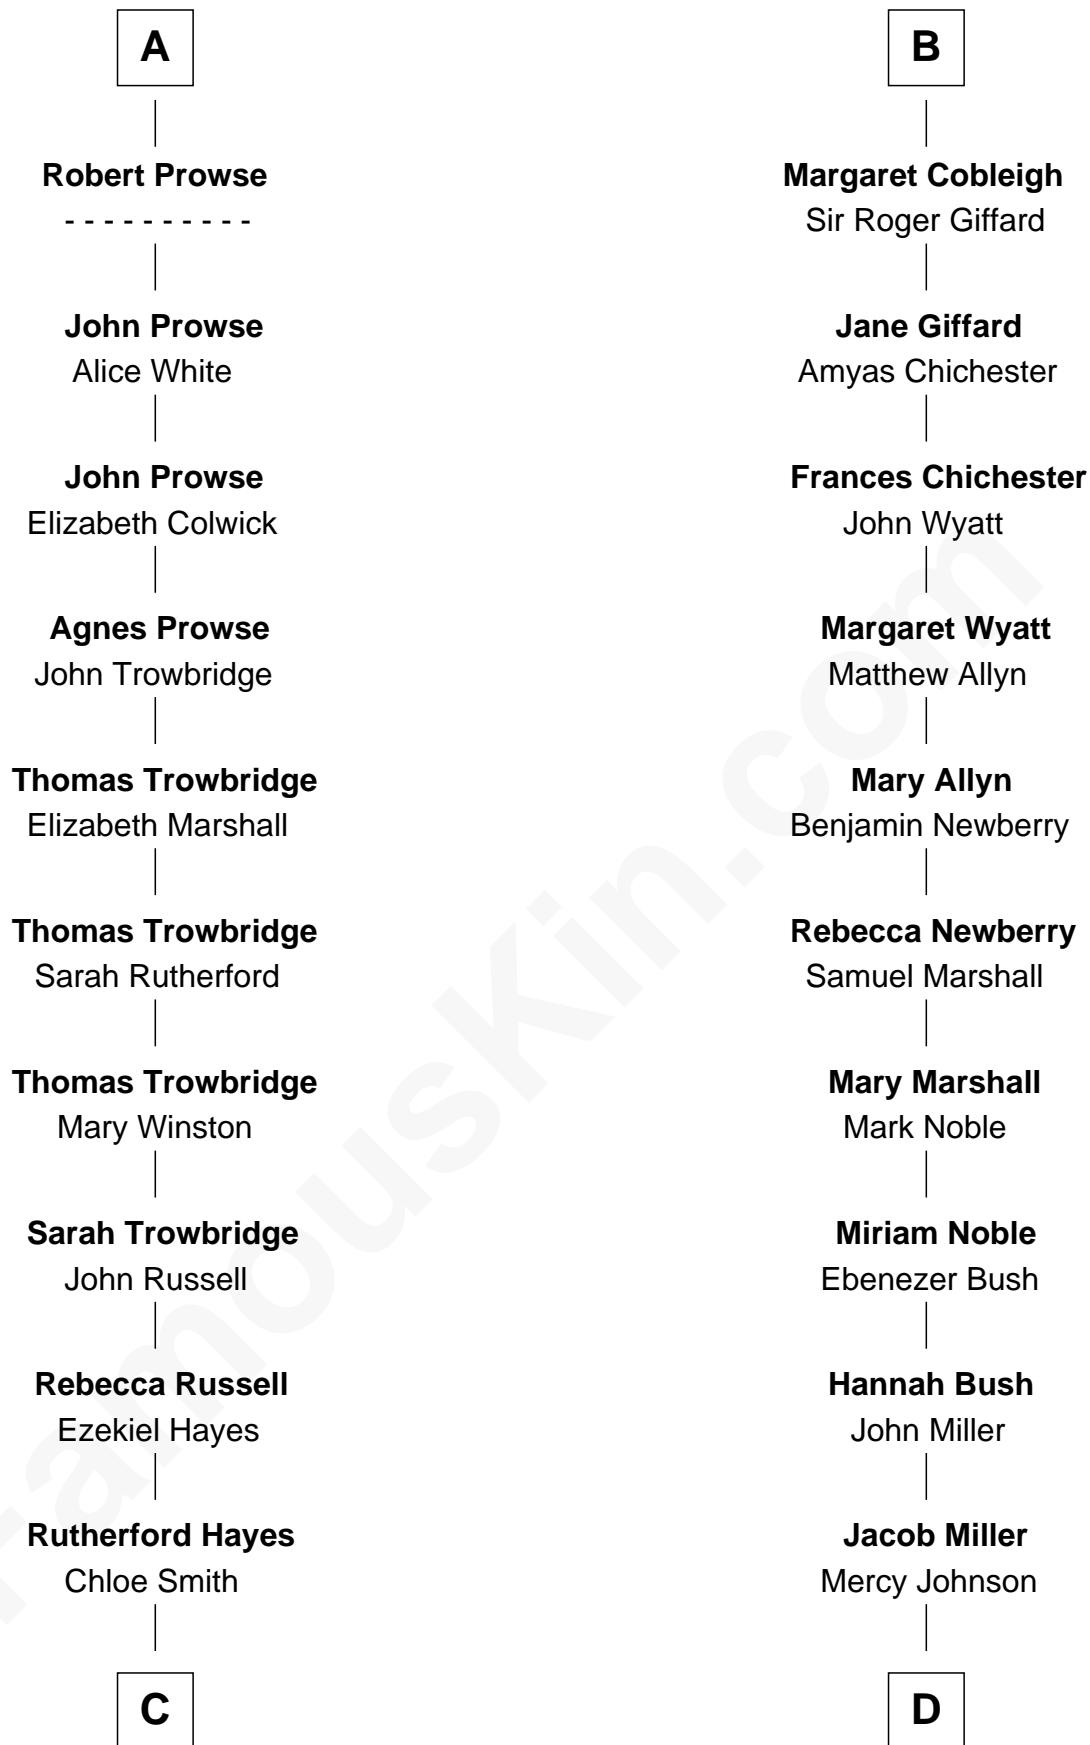 A
Robert Prowse
- - - - - - - - - -
John Prowse
Alice White
John Prowse
Elizabeth Colwick
Agnes Prowse
John Trowbridge
Thomas Trowbridge
Elizabeth Marshall
Thomas Trowbridge
Sarah Rutherford
Thomas Trowbridge
Mary Winston
Sarah Trowbridge
John Russell
Rebecca Russell
Ezekiel Hayes
Rutherford Hayes
Chloe Smith
C
B
Margaret Cobleigh
Sir Roger Giffard
Jane Giffard
Amyas Chichester
Frances Chichester
John Wyatt
Margaret Wyatt
Matthew Allyn
Mary Allyn
Benjamin Newberry
Rebecca Newberry
Samuel Marshall
Mary Marshall
Mark Noble
Miriam Noble
Ebenezer Bush
Hannah Bush
John Miller
Jacob Miller
Mercy Johnson
D
FamousKin.com